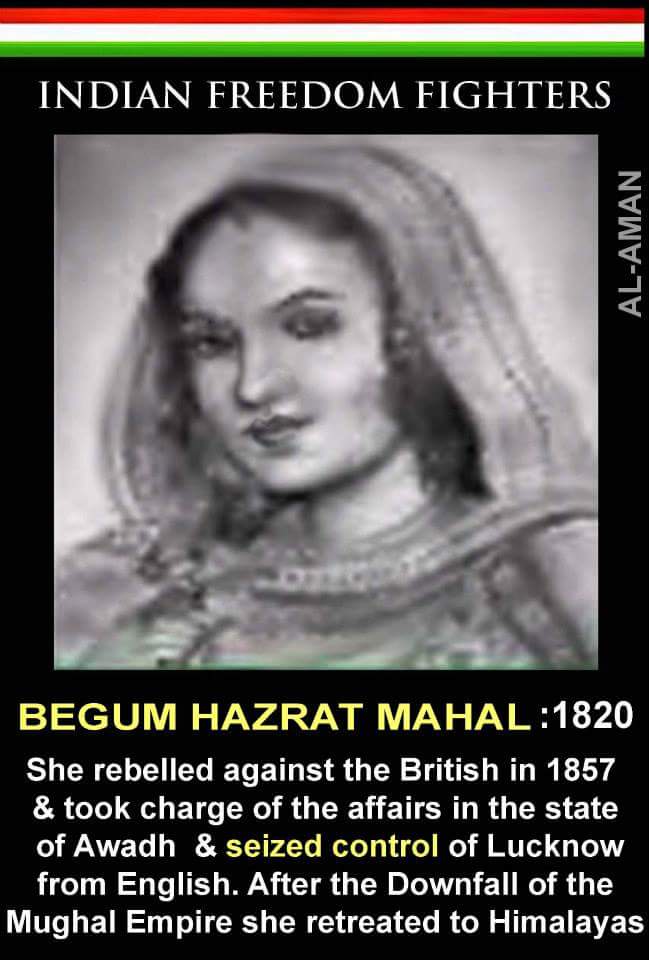 INDIAN FREEDOM FIGHTERS
AL-AMAN
BEGUM HAZRAT MAHAL :1820
She rebelled against the British in 1857
& took charge of the affairs in the state
of Awadh & seized control of Lucknow
from English. After the Downfall of the
Mughal Empire she retreated to Himalayas